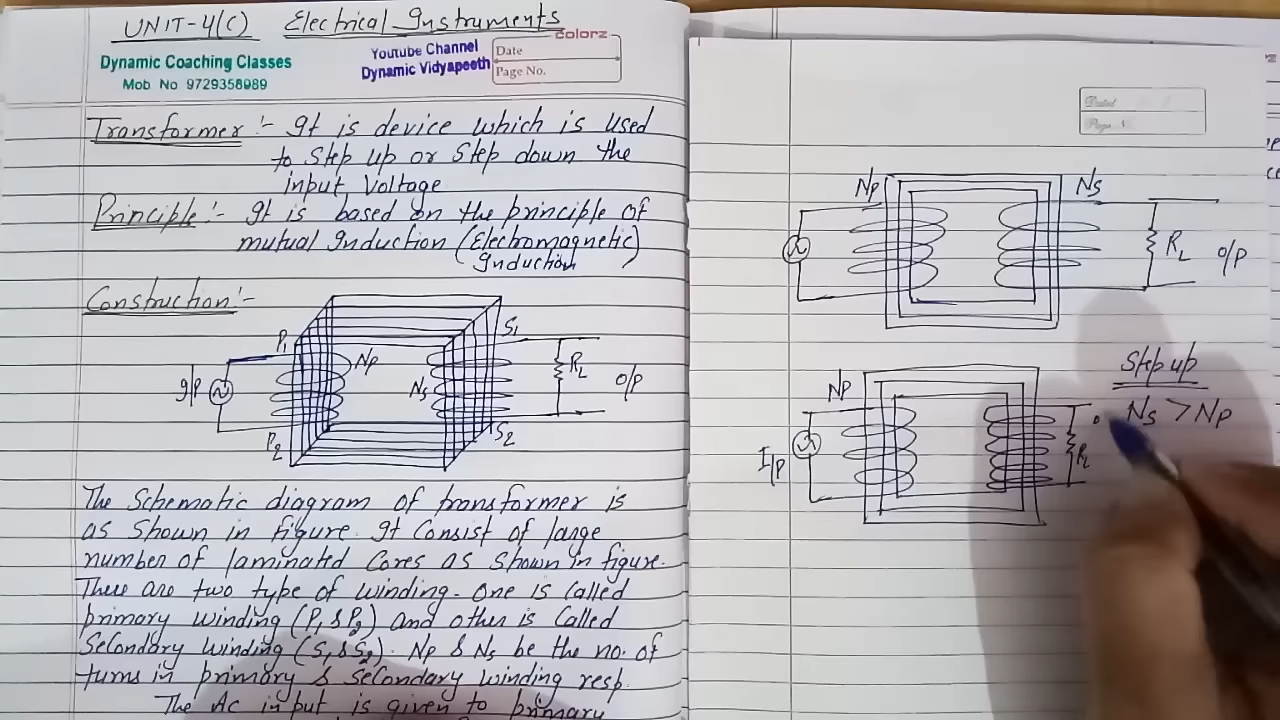 UNIT-4(C) Electrical Instruments
Dynamic Coaching Classes
Mob No 9729358989
Youtube Channel
Dynamic Vidyapeeth
colorz
Date
Page No.
Transformer :- It is device which is used
to Step up or Step down the
input Voltage
Principle :- It is based on the principle of
mutual Induction (Electromagnetic)
Induction
Construction :-
P1
Np
Ns
S1
RL
I/P
O/P
P2
S2
The Schematic diagram of transformer is
as shown in figure. It Consist of large
number of laminated Cores as shown in figure.
There are two type of winding. One is Called
primary winding (P1 & P2) and other is Called
Secondary winding (S1 & S2). Np & Ns be the no. of
turns in primary & Secondary winding resp.
The AC input is given to primary
Dated
Page N
Np
Ns
RL
O/P
Step up
Ns > Np
Np
I/P
RL